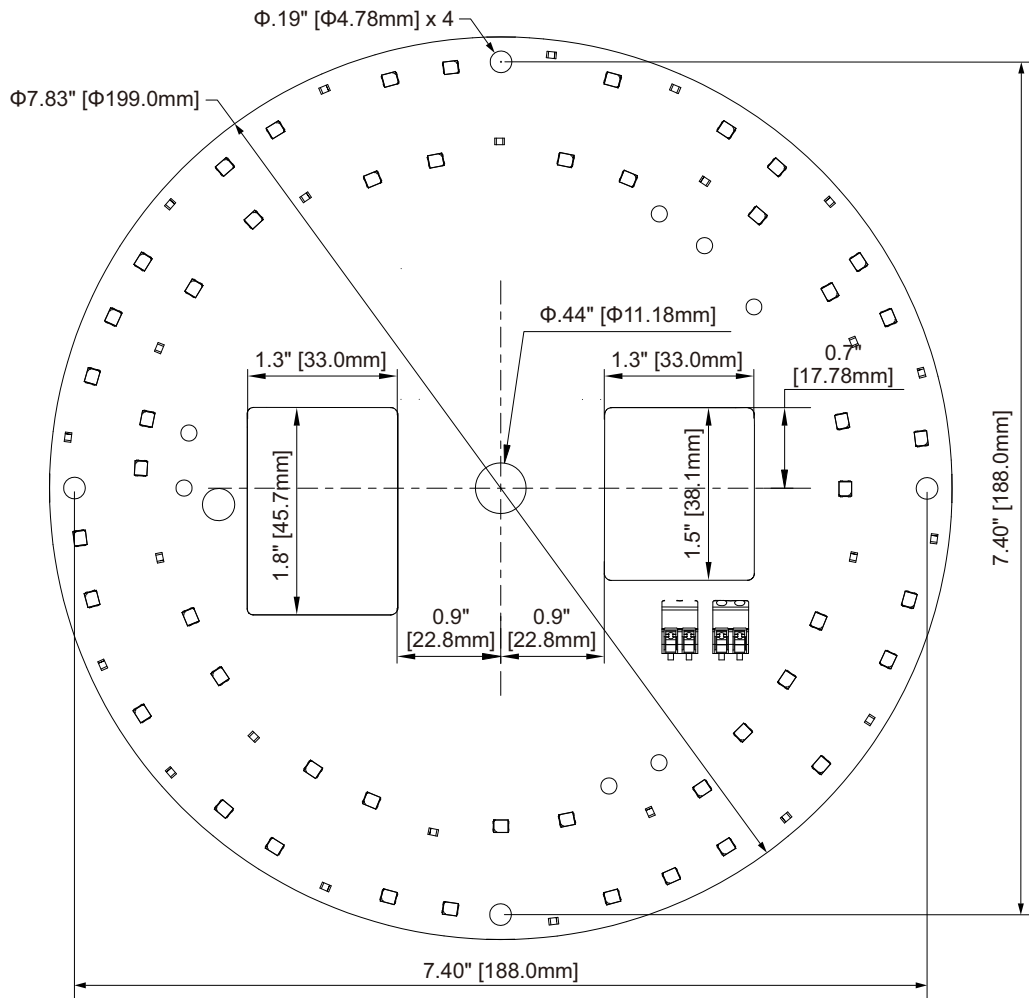 Φ.19" [Φ4.78mm] x 4
Φ7.83" [Φ199.0mm]
Φ.44" [Φ11.18mm]
1.3" [33.0mm]
1.3" [33.0mm]
0.7"
[17.78mm]
1.8" [45.7mm]
1.5" [38.1mm]
7.40" [188.0mm]
0.9"
[22.8mm]
0.9"
[22.8mm]
7.40" [188.0mm]